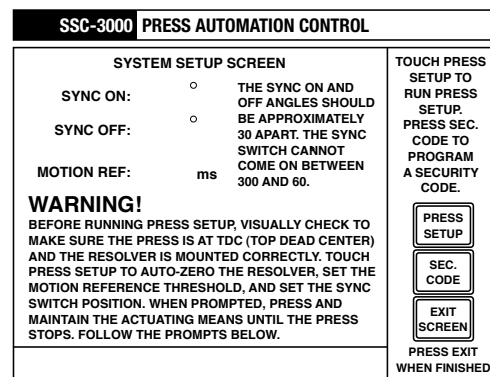 SSC-3000 PRESS AUTOMATION CONTROL
SYSTEM SETUP SCREEN
SYNC ON: °
SYNC OFF: °
MOTION REF: ms
THE SYNC ON AND
OFF ANGLES SHOULD
BE APPROXIMATELY
30 APART. THE SYNC
SWITCH CANNOT
COME ON BETWEEN
300 AND 60.
WARNING!
BEFORE RUNNING PRESS SETUP, VISUALLY CHECK TO
MAKE SURE THE PRESS IS AT TDC (TOP DEAD CENTER)
AND THE RESOLVER IS MOUNTED CORRECTLY. TOUCH
PRESS SETUP TO AUTO-ZERO THE RESOLVER, SET THE
MOTION REFERENCE THRESHOLD, AND SET THE SYNC
SWITCH POSITION. WHEN PROMPTED, PRESS AND
MAINTAIN THE ACTUATING MEANS UNTIL THE PRESS
STOPS. FOLLOW THE PROMPTS BELOW.
TOUCH PRESS
SETUP TO
RUN PRESS
SETUP.
PRESS SEC.
CODE TO
PROGRAM
A SECURITY
CODE.
PRESS
SETUP
SEC.
CODE
EXIT
SCREEN
PRESS EXIT
WHEN FINISHED